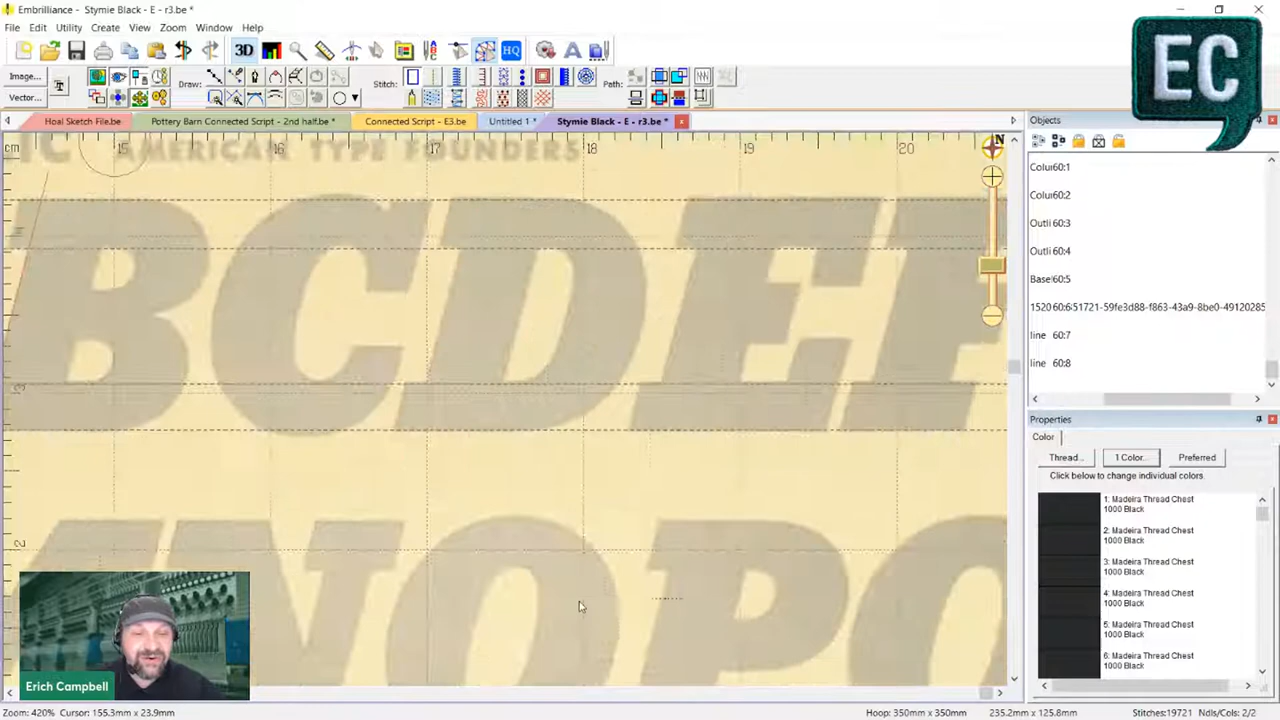 Embrilliance - Stymie Black - E - r3.be *
File Edit Utility Create View Window Zoom Help
3D HQ A
EC
Image... Draw: Stitch: Path:
Vector...
Hoal Sketch File.be Pottery Barn Connected Script - 2nd half.be * Connected Script - E3.be Untitled 1 * Stymie Black - E - r3.be * x
Objects
cm 15 16 17 18 19 20 N
Colu 60:1
Colu 60:2
Outli 60:3
Outli 60:4
Base 60:5
1520 60:6:51721-59fe3d88-f863-43a9-8be0-49120285
line 60:7
line 60:8
BCDEF
3
Properties
Color
Thread... 1 Color... Preferred
Click below to change individual colors
1: Madeira Thread Chest
1000 Black
2: Madeira Thread Chest
1000 Black
3: Madeira Thread Chest
1000 Black
4: Madeira Thread Chest
1000 Black
5: Madeira Thread Chest
1000 Black
6: Madeira Thread Chest
1000 Black
2
NOP
Erich Campbell
Zoom: 420% Cursor: 155.3mm x 23.9mm Hoop: 350mm x 350mm 235.2mm x 125.8mm Stitches:19721 Ndls/Cols: 2/2